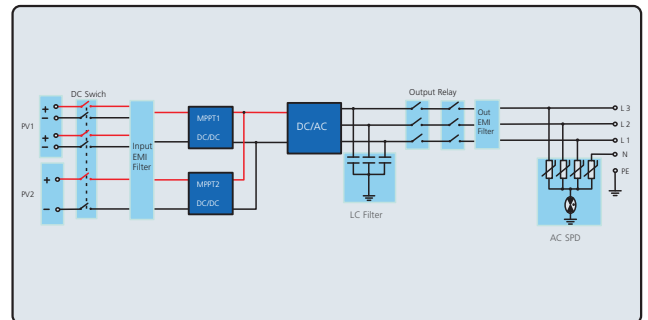 DC Swich
Output Relay
PV1
+
−
+
−
PV2
+
−
Input
EMI
Filter
MPPT1
DC/DC
MPPT2
DC/DC
DC/AC
LC Filter
Out
EMI
Filter
L 3
L 2
L 1
N
PE
AC SPD